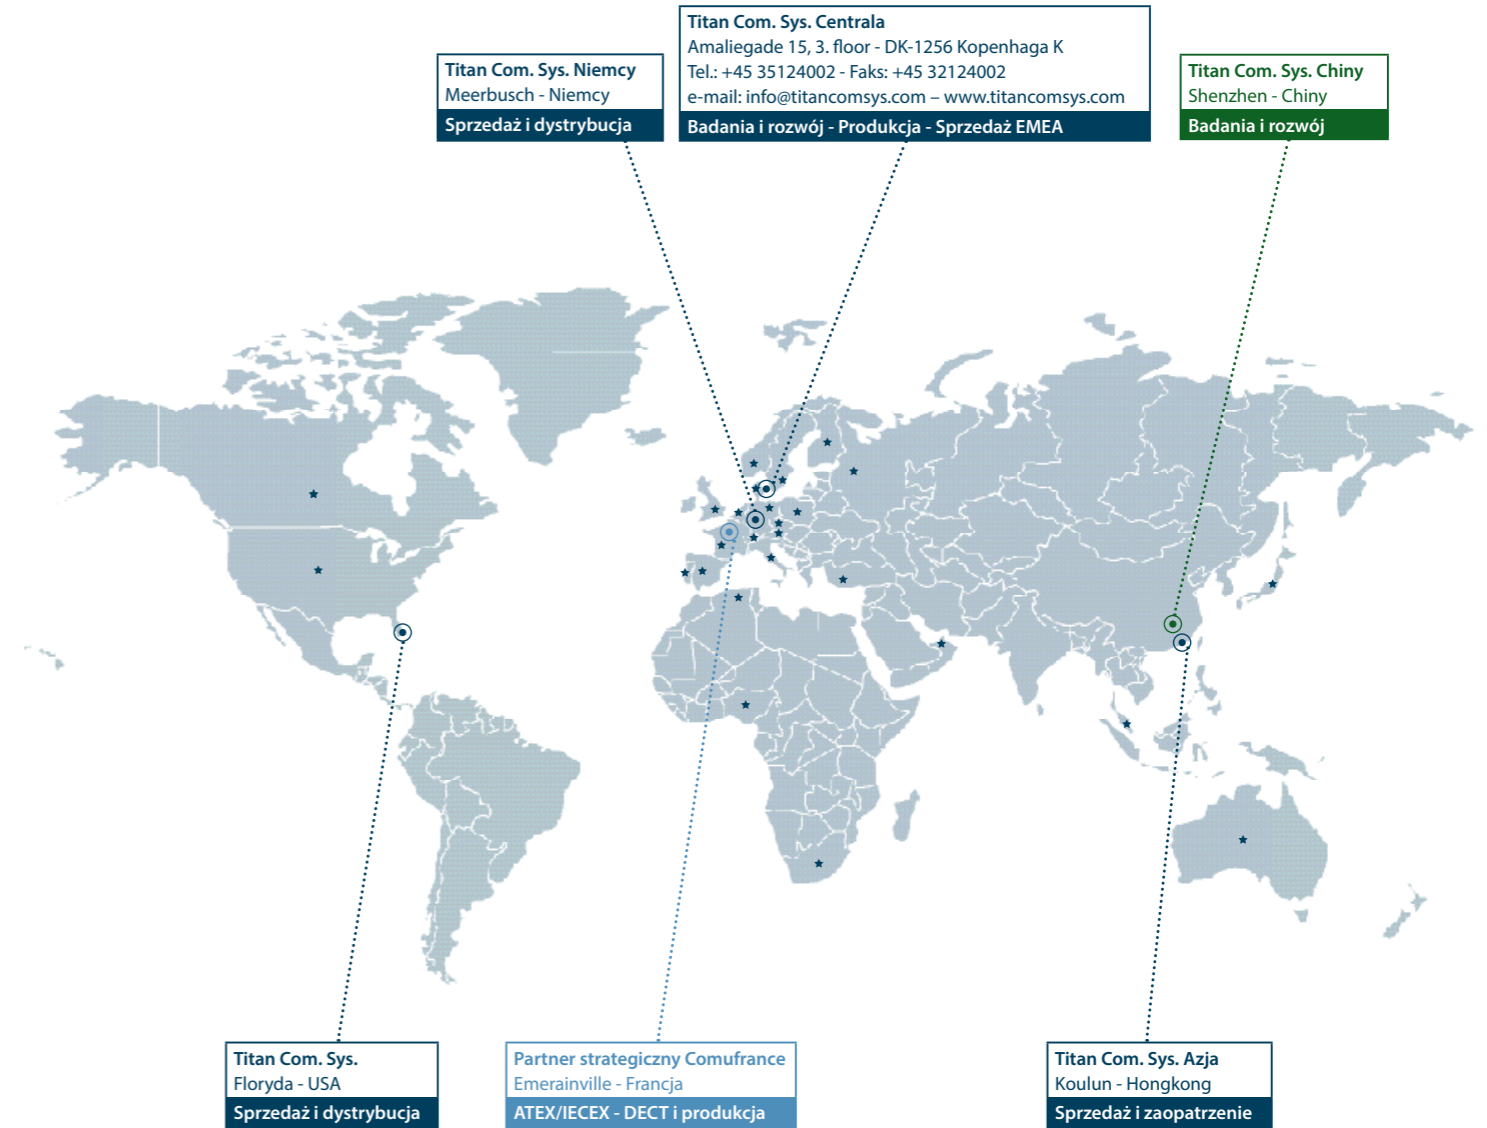 Titan Com. Sys. Centrala
Amaliegade 15, 3. floor - DK-1256 Kopenhaga K
Tel.: +45 35124002 - Faks: +45 32124002
e-mail: info@titancomsys.com – www.titancomsys.com
Badania i rozwój - Produkcja - Sprzedaż EMEA
Titan Com. Sys. Niemcy
Meerbusch - Niemcy
Sprzedaż i dystrybucja
Titan Com. Sys. Chiny
Shenzhen - Chiny
Badania i rozwój
Titan Com. Sys.
Floryda - USA
Sprzedaż i dystrybucja
Partner strategiczny Comufrance
Emerainville - Francja
ATEX/IECEX - DECT i produkcja
Titan Com. Sys. Azja
Koulun - Hongkong
Sprzedaż i zaopatrzenie